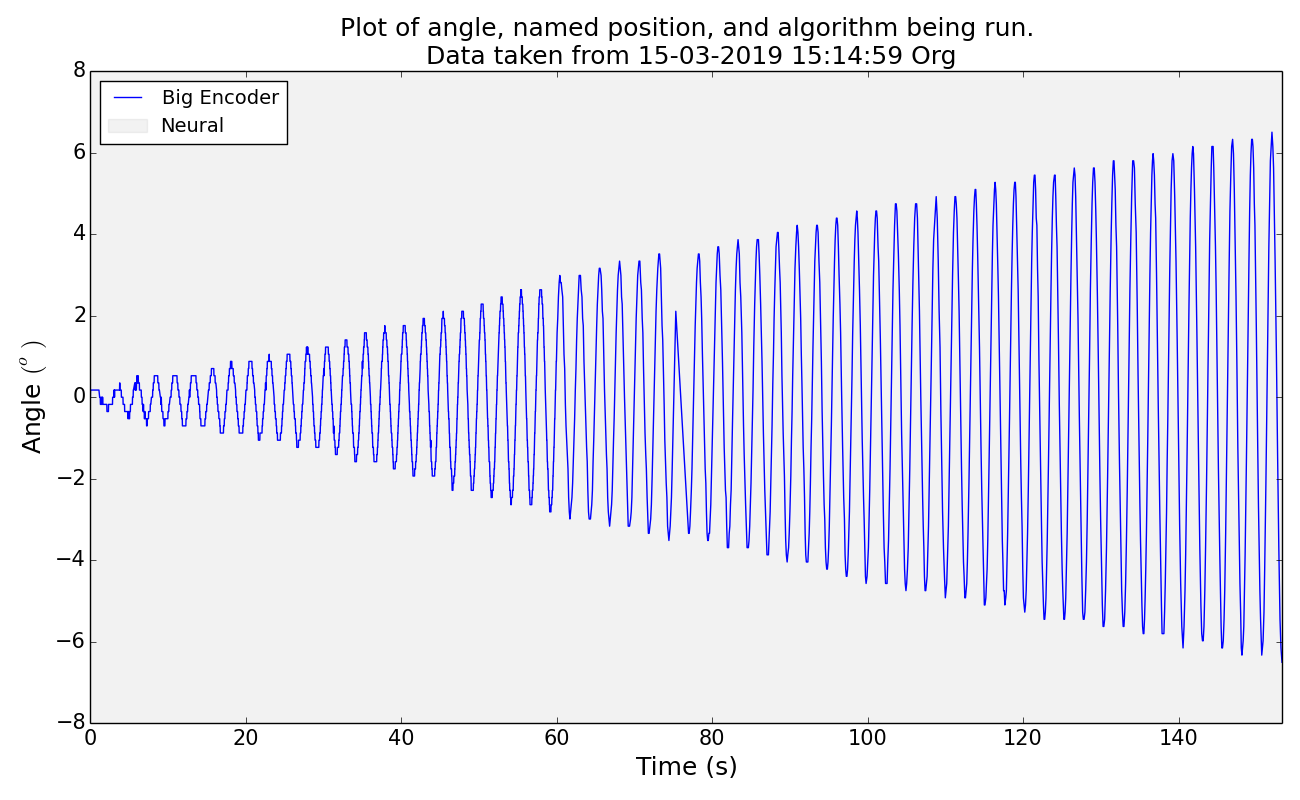 Plot of angle, named position, and algorithm being run.
Data taken from 15-03-2019 15:14:59 Org
Big Encoder
Neural
Angle (°)
8
6
4
2
0
−2
−4
−6
−8
0 20 40 60 80 100 120 140
Time (s)